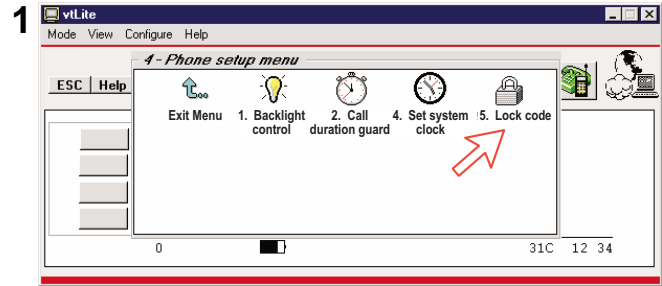 1
vtLite
Mode View Configure Help
4 - Phone setup menu
ESC Help
Exit Menu 1. Backlight control 2. Call duration guard 4. Set system clock 5. Lock code
0 31C 12 34